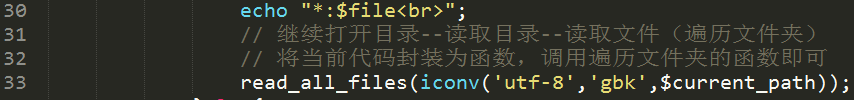 30 echo "*:$file<br>";
31 // 继续打开目录--读取目录--读取文件（遍历文件夹）
32 // 将当前代码封装为函数，调用遍历文件夹的函数即可
33 read_all_files(iconv('utf-8','gbk',$current_path));